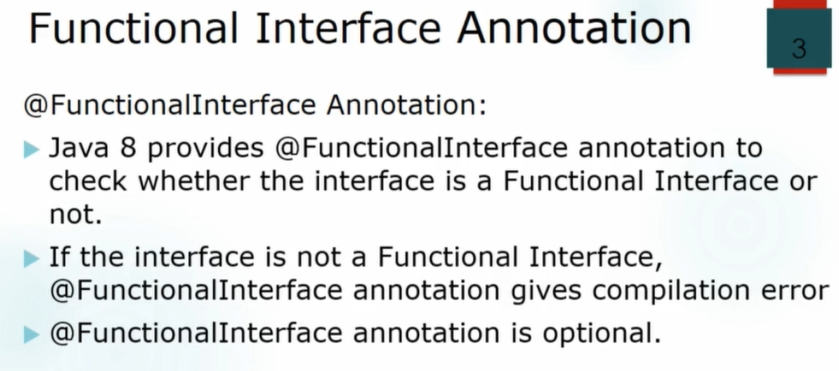 Functional Interface Annotation
3
@FunctionalInterface Annotation:
Java 8 provides @FunctionalInterface annotation to
check whether the interface is a Functional Interface or
not.
If the interface is not a Functional Interface,
@FunctionalInterface annotation gives compilation error
@FunctionalInterface annotation is optional.